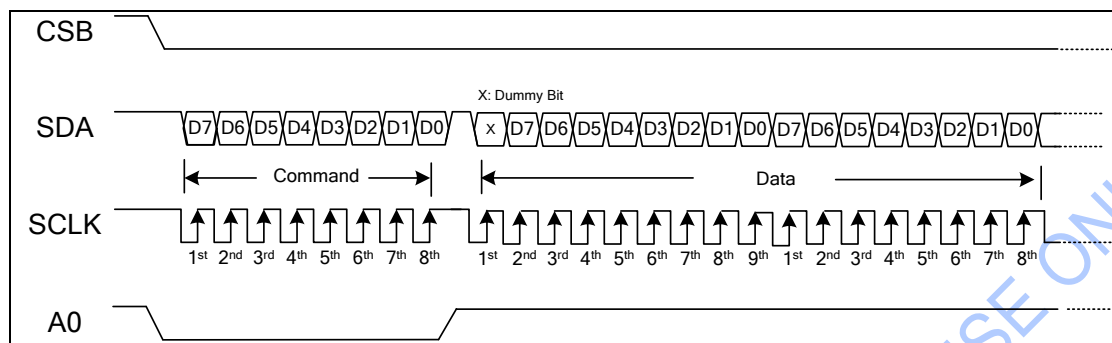 CSB
X: Dummy Bit
SDA D7 D6 D5 D4 D3 D2 D1 D0 X D7 D6 D5 D4 D3 D2 D1 D0 D7 D6 D5 D4 D3 D2 D1 D0
Command Data
SCLK
1st 2nd 3rd 4th 5th 6th 7th 8th 1st 2nd 3rd 4th 5th 6th 7th 8th 9th 1st 2nd 3rd 4th 5th 6th 7th 8th
A0